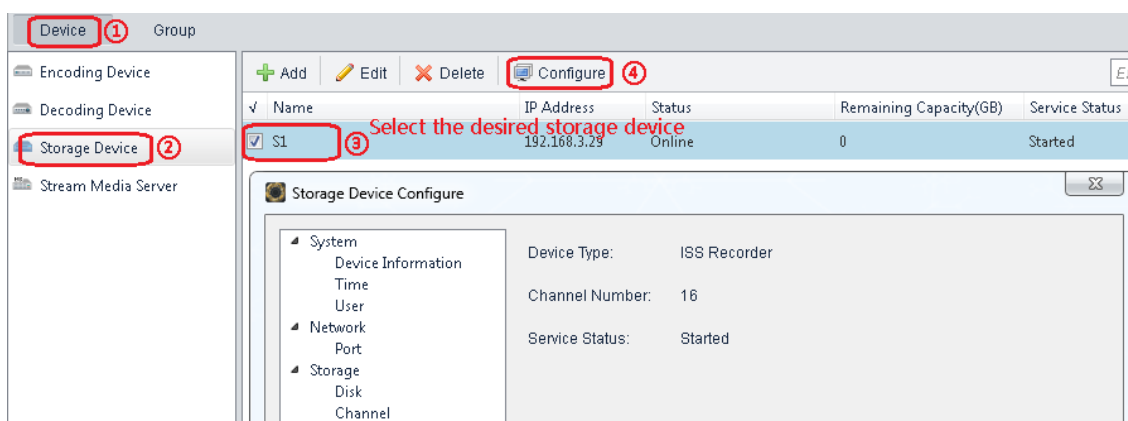 Device ① Group
Encoding Device
Decoding Device
Storage Device ②
Stream Media Server
Add Edit Delete Configure ④
√ Name IP Address Status Remaining Capacity(GB) Service Status
S1 ③ Select the desired storage device
192.168.3.29 Online 0 Started
Storage Device Configure
System
Device Information
Time
User
Network
Port
Storage
Disk
Channel
Device Type: ISS Recorder
Channel Number: 16
Service Status: Started